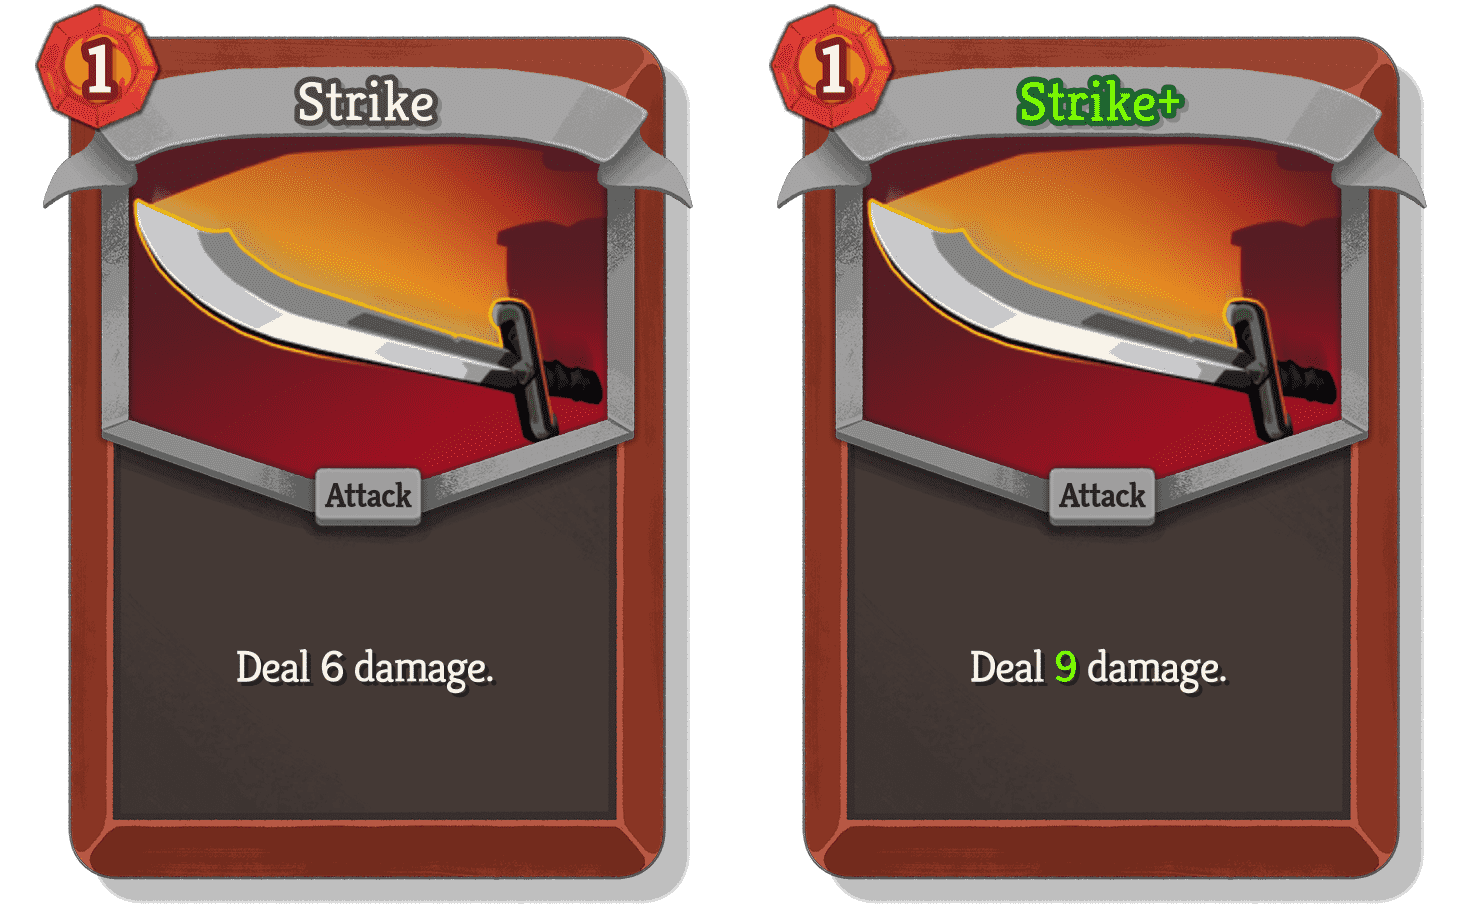 1
Strike
Attack
Deal 6 damage.
1
Strike+
Attack
Deal 9 damage.